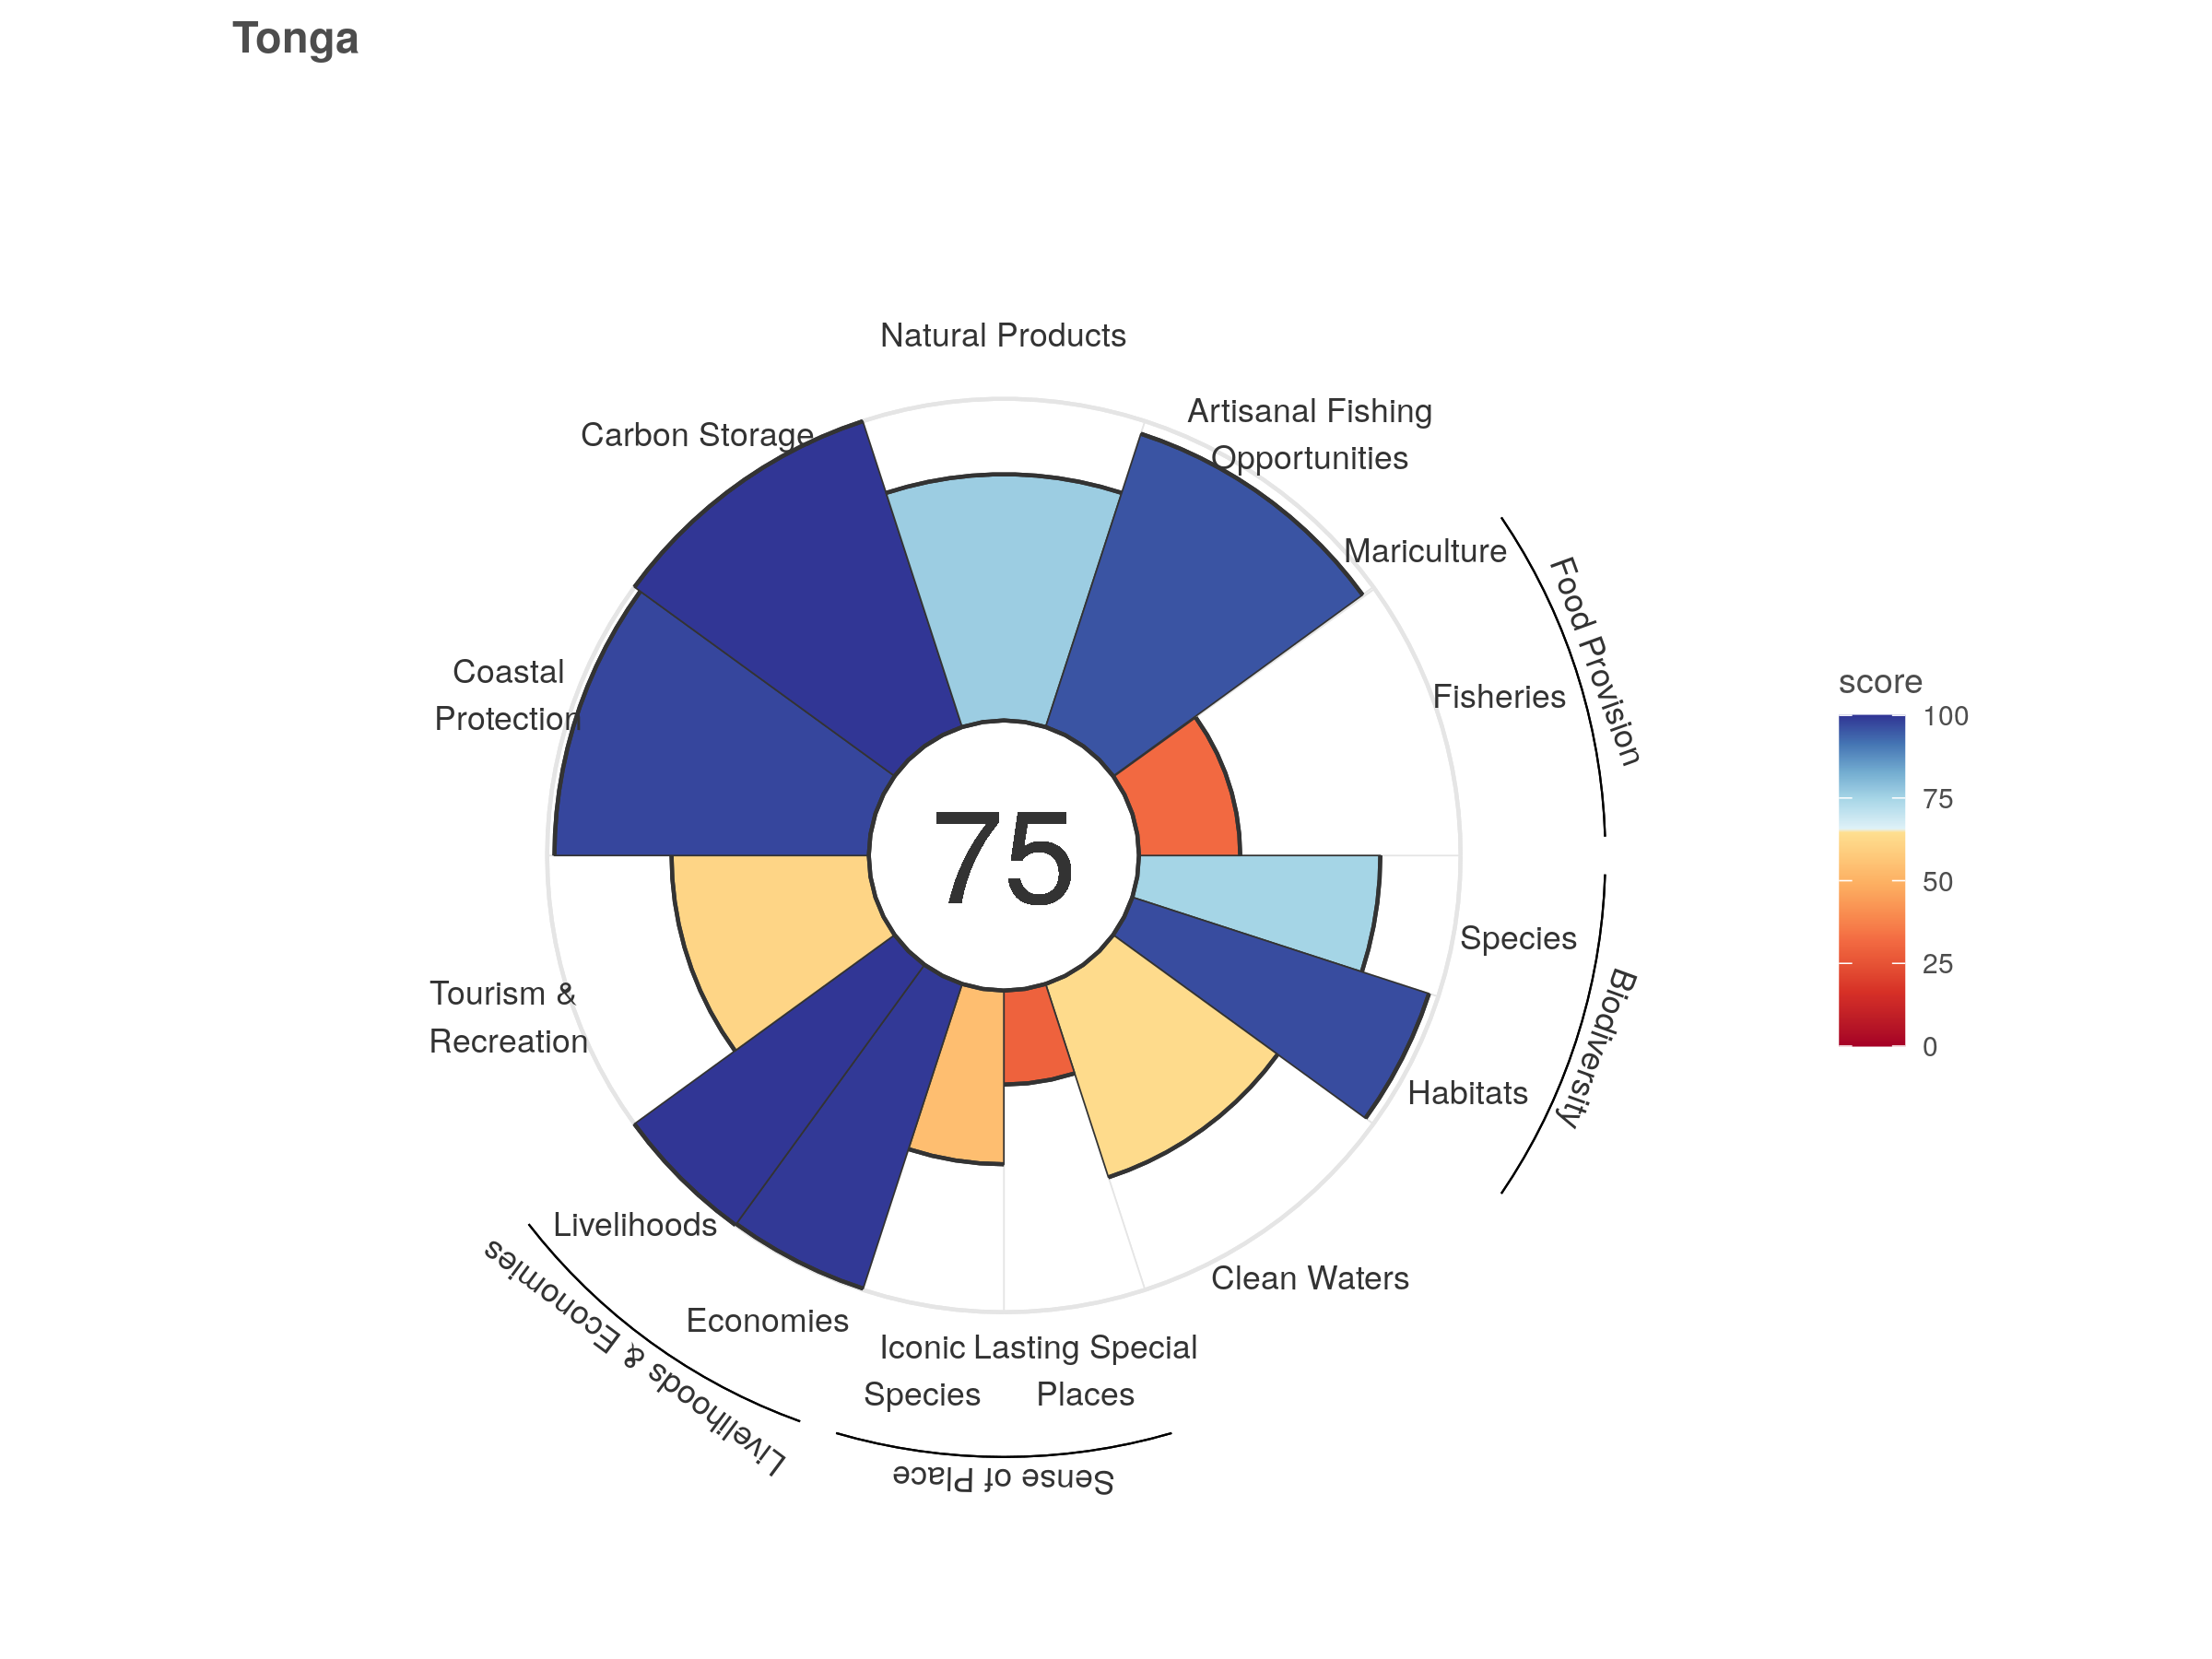 Tonga
Natural Products
Artisanal Fishing
Opportunities
Carbon Storage
Mariculture
Food Provision
Fisheries
Coastal
Protection
score
100
75
50
25
0
75
Species
Biodiversity
Habitats
Tourism &
Recreation
Livelihoods
Economies
Livelihoods & Economies
Clean Waters
Iconic
Species
Lasting Special
Places
Sense of Place